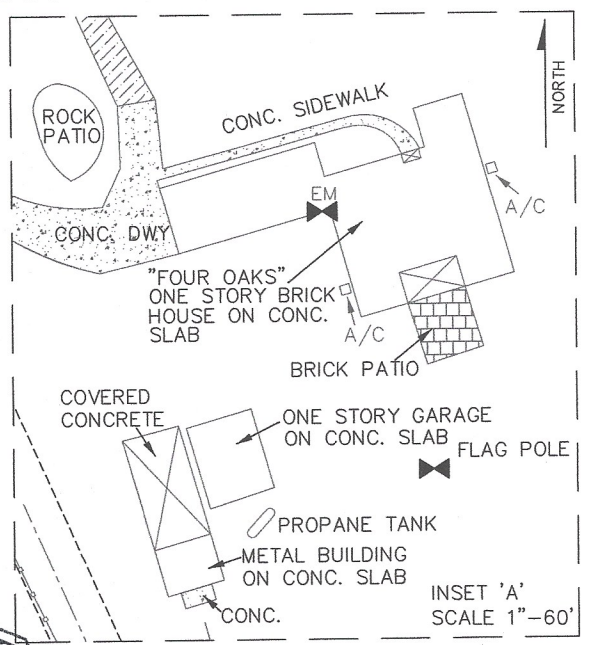 ROCK
PATIO
CONC. SIDEWALK
NORTH
EM
A/C
CONC. DWY
"FOUR OAKS"
ONE STORY BRICK
HOUSE ON CONC.
SLAB
A/C
BRICK PATIO
COVERED
CONCRETE
ONE STORY GARAGE
ON CONC. SLAB
FLAG POLE
PROPANE TANK
METAL BUILDING
ON CONC. SLAB
CONC.
INSET 'A'
SCALE 1"-60'